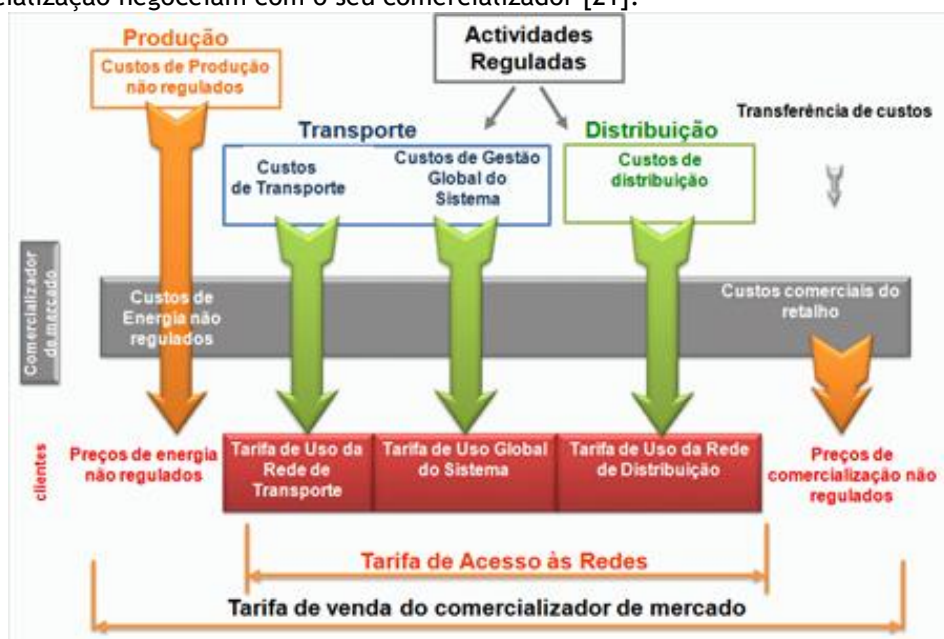 cialização negoceiam com o seu comercializador [21].
Produção
Custos de Produção
não regulados
Actividades
Reguladas
Transferência de custos
Transporte
Custos
de Transporte
Custos de Gestão
Global do
Sistema
Distribuição
Custos de
distribuição
Comercializador
de mercado
Custos de
Energia não
regulados
Custos comerciais do
retalho
clientes
Preços de energia
não regulados
Tarifa de Uso da
Rede de
Transporte
Tarifa de Uso Global
do Sistema
Tarifa de Uso da Rede
de Distribuição
Preços de
comercialização não
regulados
Tarifa de Acesso às Redes
Tarifa de venda do comercializador de mercado